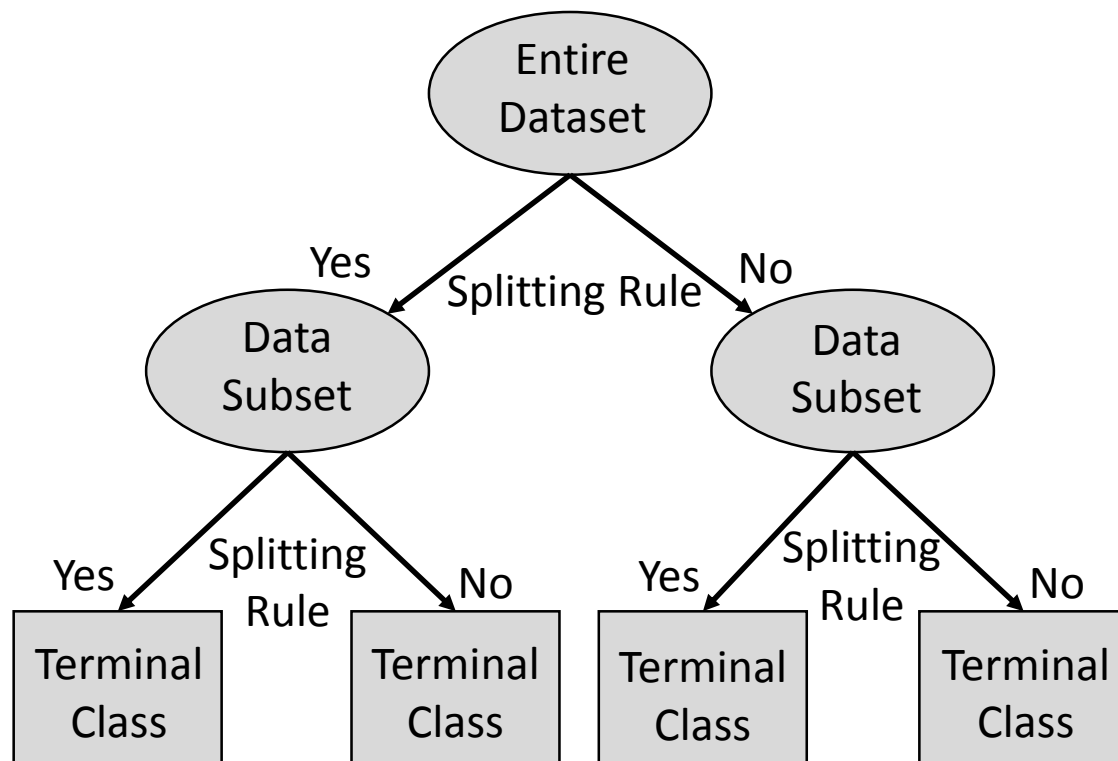 Entire
Dataset
Yes
Splitting Rule
No
Data
Subset
Data
Subset
Yes
Splitting
Rule
No
Yes
Splitting
Rule
No
Terminal
Class
Terminal
Class
Terminal
Class
Terminal
Class